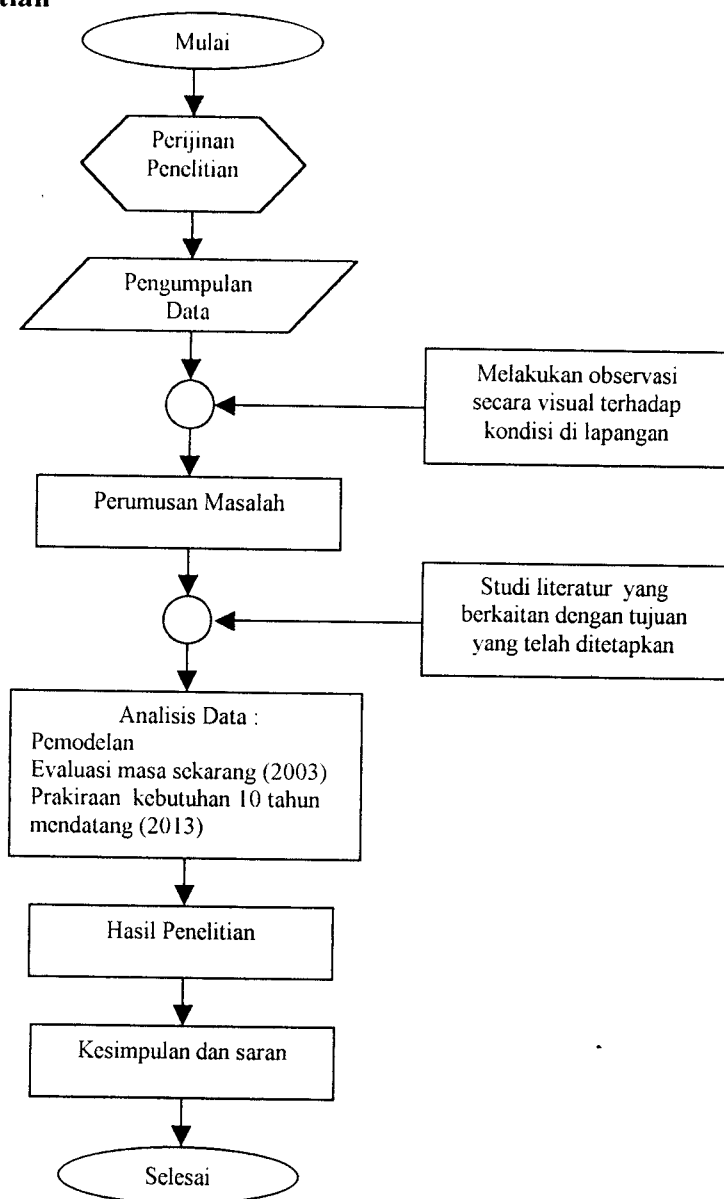 Mulai
Perijinan
Penelitian
Pengumpulan
Data
Melakukan observasi
secara visual terhadap
kondisi di lapangan
Perumusan Masalah
Studi literatur yang
berkaitan dengan tujuan
yang telah ditetapkan
Analisis Data :
Pemodelan
Evaluasi masa sekarang (2003)
Prakiraan kebutuhan 10 tahun
mendatang (2013)
Hasil Penelitian
Kesimpulan dan saran
Selesai